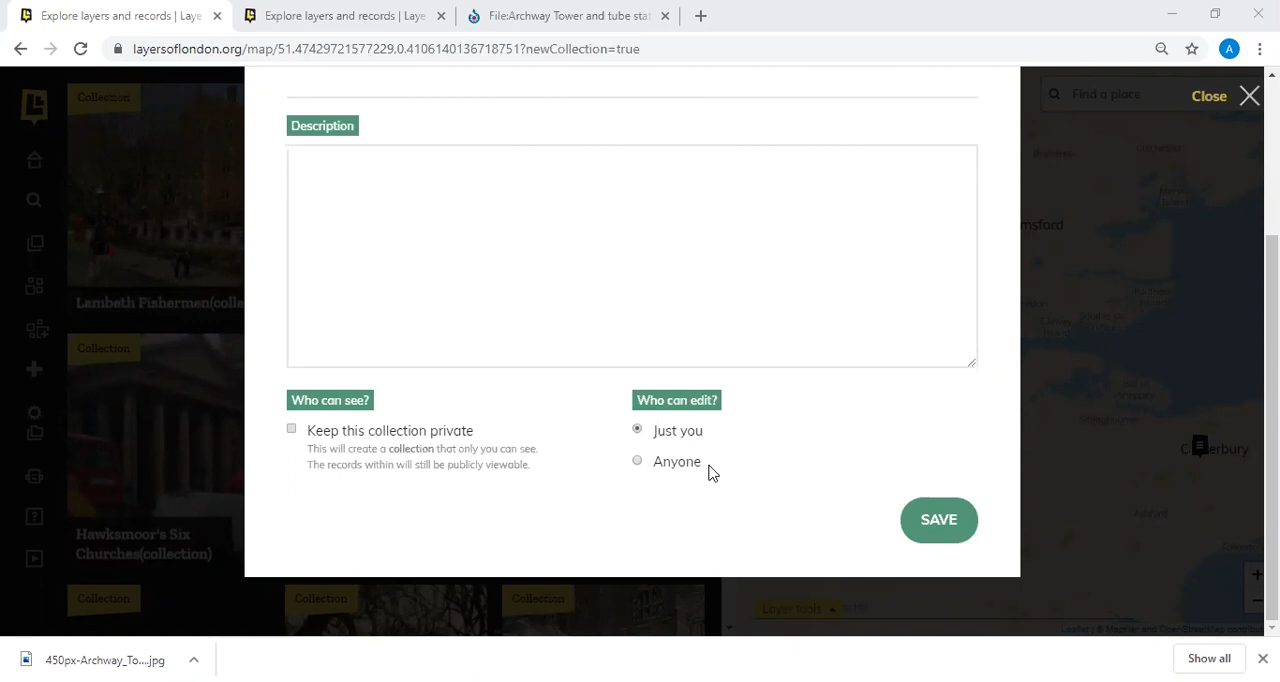 Explore layers and records | Laye
Explore layers and records | Laye
File:Archway Tower and tube stat
layersoflondon.org/map/51.47429721577229,0.4106140136718751?newCollection=true
A
Collection
Find a place
Close
Description
Lambeth Fisherman(colle
Collection
Who can see?
Who can edit?
Keep this collection private
Just you
This will create a collection that only you can see.
The records within will still be publicly viewable.
Anyone
SAVE
Hawksmoor's Six
Churches(collection)
Collection
Collection
Collection
Layer tools
450px-Archway_To....jpg
Show all